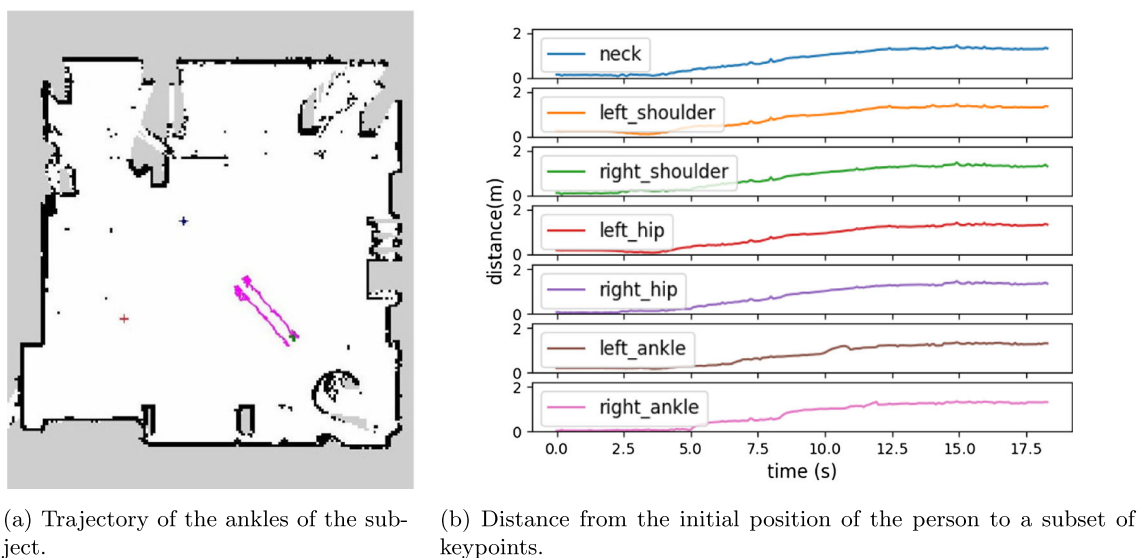 2
0
neck
2
0
left_shoulder
2
0
right_shoulder
2
0
left_hip
2
0
right_hip
2
0
left_ankle
2
0
right_ankle
distance(m)
0.0 2.5 5.0 7.5 10.0 12.5 15.0 17.5
time (s)
(a) Trajectory of the ankles of the sub-
ject.
(b) Distance from the initial position of the person to a subset of
keypoints.